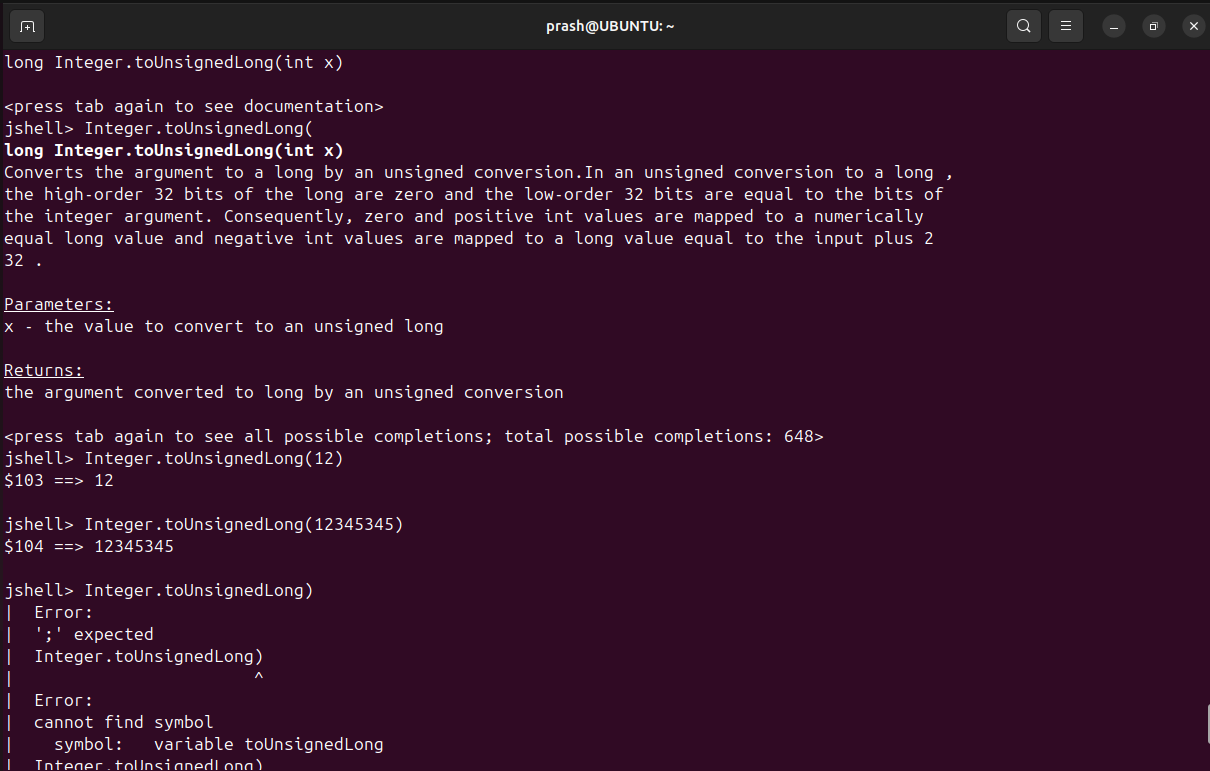 prash@UBUNTU: ~
long Integer.toUnsignedLong(int x)
<press tab again to see documentation>
jshell> Integer.toUnsignedLong(
long Integer.toUnsignedLong(int x)
Converts the argument to a long by an unsigned conversion.In an unsigned conversion to a long ,
the high-order 32 bits of the long are zero and the low-order 32 bits are equal to the bits of
the integer argument. Consequently, zero and positive int values are mapped to a numerically
equal long value and negative int values are mapped to a long value equal to the input plus 2
32 .
Parameters:
x - the value to convert to an unsigned long
Returns:
the argument converted to long by an unsigned conversion
<press tab again to see all possible completions; total possible completions: 648>
jshell> Integer.toUnsignedLong(12)
$103 ==> 12
jshell> Integer.toUnsignedLong(12345345)
$104 ==> 12345345
jshell> Integer.toUnsignedLong)
|  Error:
|  ';' expected
|  Integer.toUnsignedLong)
|                        ^
|  Error:
|  cannot find symbol
|    symbol:   variable toUnsignedLong
|  Integer.toUnsignedLong)